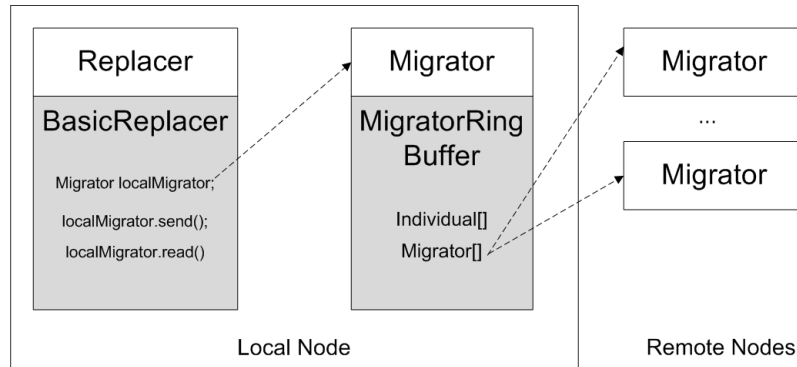 Replacer
BasicReplacer
Migrator localMigrator;
localMigrator.send();
localMigrator.read()
Migrator
MigratorRing
Buffer
Individual[]
Migrator[]
Local Node
Migrator
...
Migrator
Remote Nodes